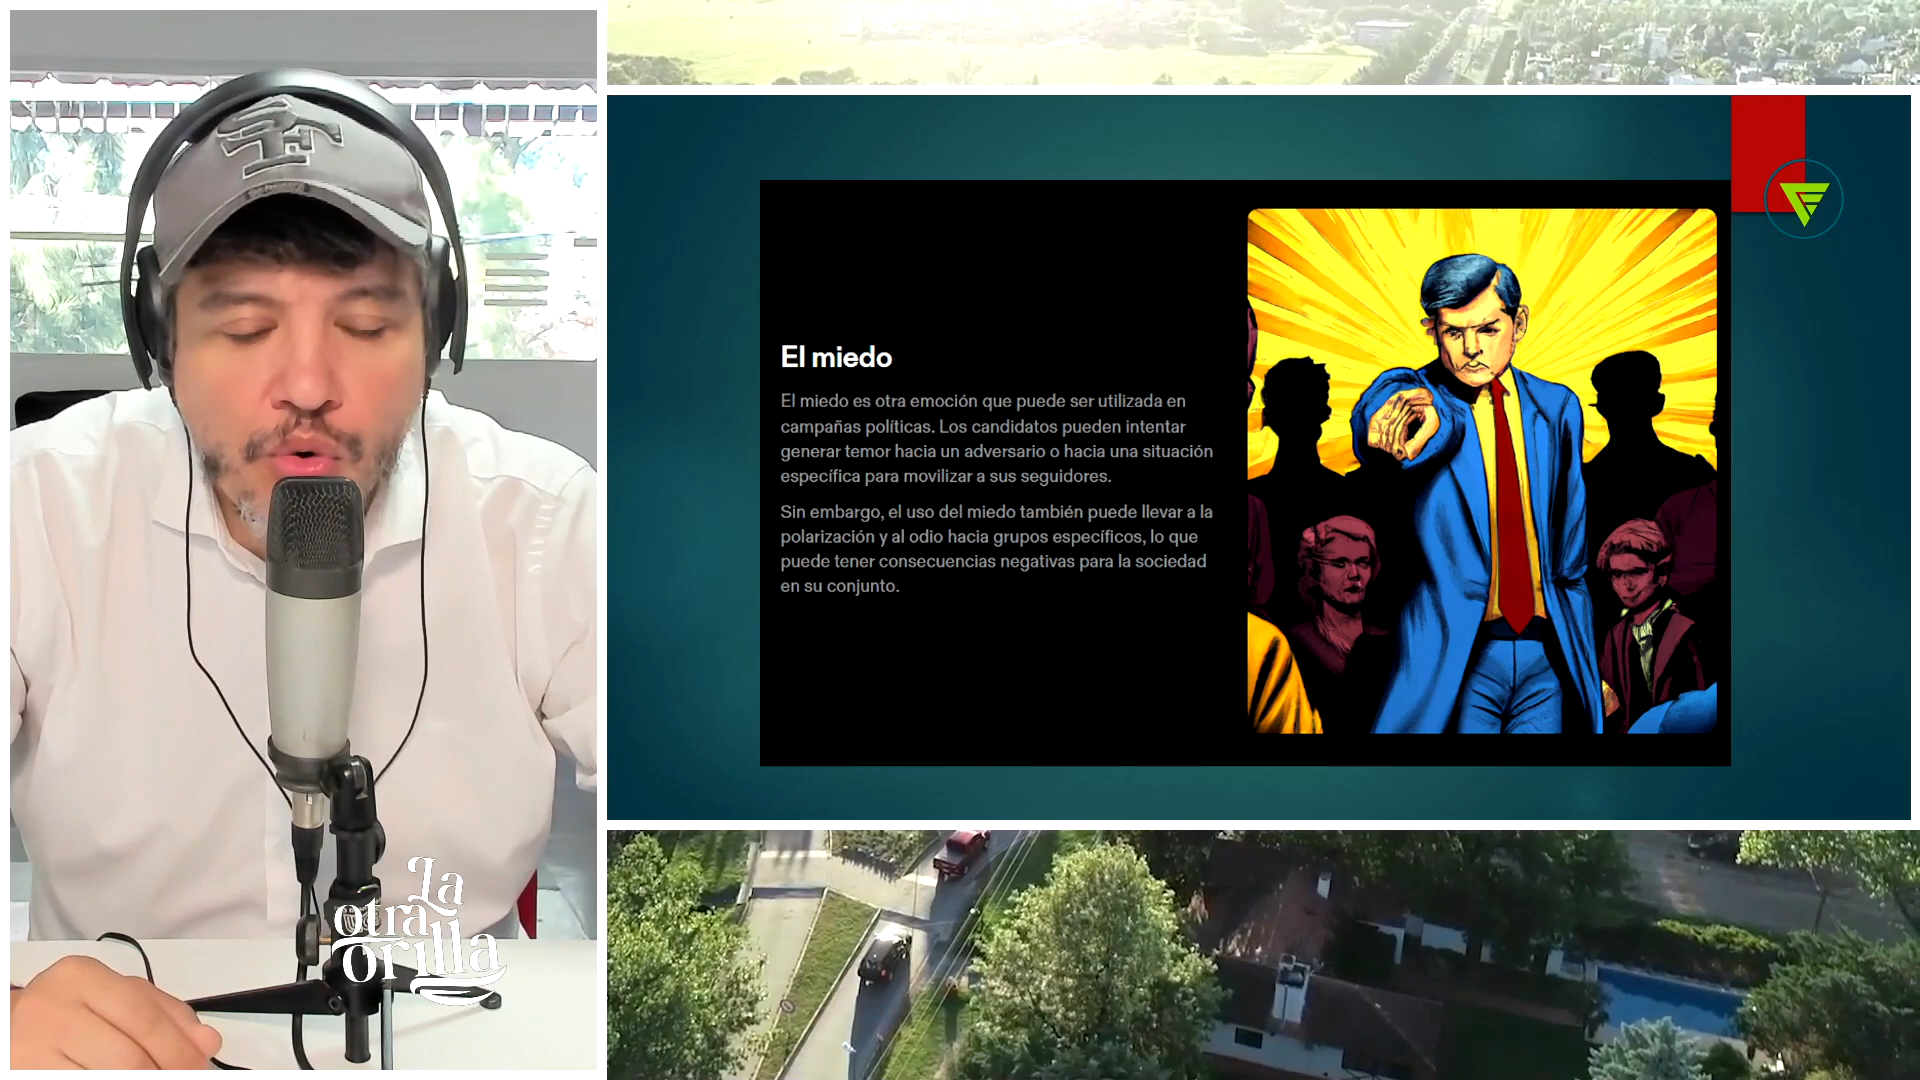 El miedo
El miedo es otra emoción que puede ser utilizada en
campañas políticas. Los candidatos pueden intentar
generar temor hacia un adversario o hacia una situación
específica para movilizar a sus seguidores.
Sin embargo, el uso del miedo también puede llevar a la
polarización y al odio hacia grupos específicos, lo que
puede tener consecuencias negativas para la sociedad
en su conjunto.
La
otra
orilla